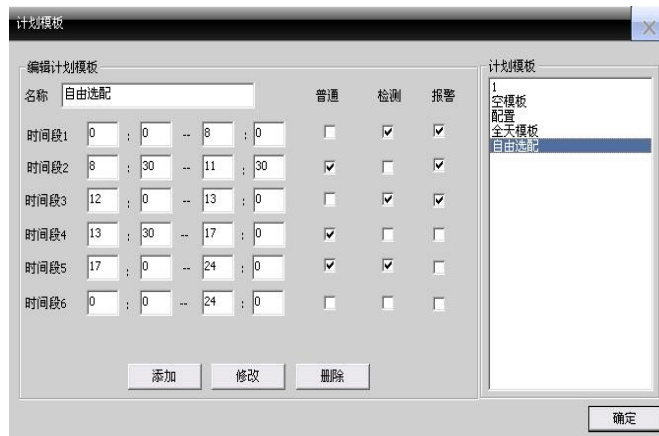 计划模板
编辑计划模板
名称 自由选配 普通 检测 报警
时间段1 0 : 0 -- 8 : 0
时间段2 8 : 30 -- 11 : 30
时间段3 12 : 0 -- 13 : 0
时间段4 13 : 30 -- 17 : 0
时间段5 17 : 0 -- 24 : 0
时间段6 0 : 0 -- 24 : 0
添加 修改 删除
计划模板
1
空模板
配置
全天模板
自由选配
确定